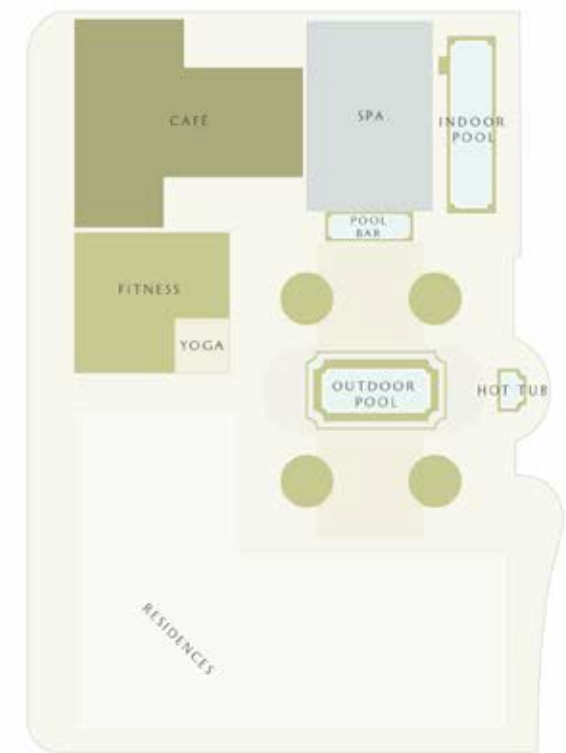 CAFÉ
SPA
INDOOR
POOL
POOL
BAR
FITNESS
YOGA
OUTDOOR
POOL
HOT TUB
RESIDENCES